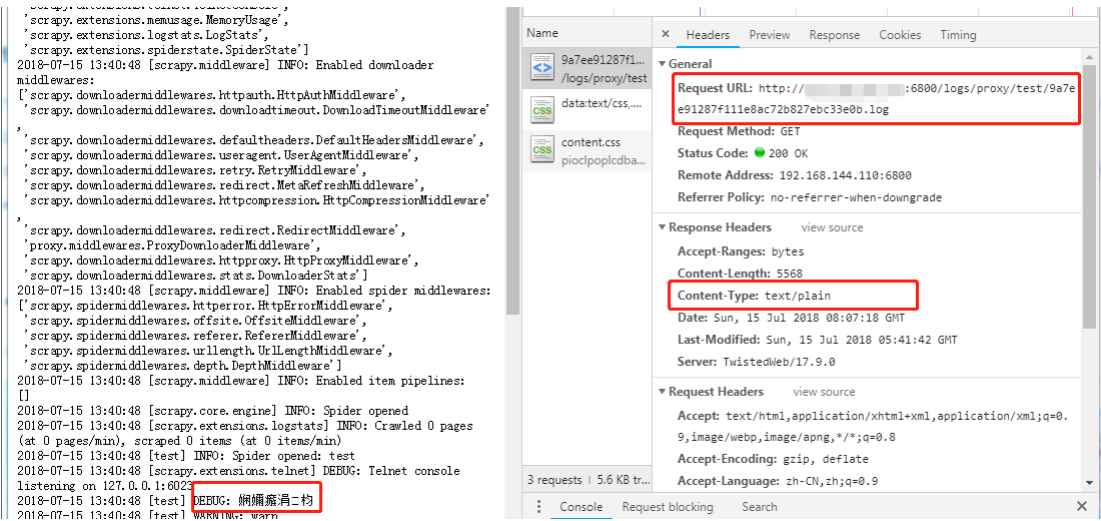 'scrapy.extensions.memusage.MemoryUsage',
'scrapy.extensions.logstats.LogStats',
'scrapy.extensions.spiderstate.SpiderState']
2018-07-15 13:40:48 [scrapy.middleware] INFO: Enabled downloader
middlewares:
['scrapy.downloadermiddlewares.httpauth.HttpAuthMiddleware',
'scrapy.downloadermiddlewares.downloadtimeout.DownloadTimeoutMiddleware'
,
'scrapy.downloadermiddlewares.defaultheaders.DefaultHeadersMiddleware',
'scrapy.downloadermiddlewares.useragent.UserAgentMiddleware',
'scrapy.downloadermiddlewares.retry.RetryMiddleware',
'scrapy.downloadermiddlewares.redirect.MetaRefreshMiddleware',
'scrapy.downloadermiddlewares.httpcompression.HttpCompressionMiddleware'
,
'scrapy.downloadermiddlewares.redirect.RedirectMiddleware',
'proxy.middlewares.ProxyDownloaderMiddleware',
'scrapy.downloadermiddlewares.httpproxy.HttpProxyMiddleware',
'scrapy.downloadermiddlewares.stats.DownloaderStats']
2018-07-15 13:40:48 [scrapy.middleware] INFO: Enabled spider middlewares:
['scrapy.spidermiddlewares.httperror.HttpErrorMiddleware',
'scrapy.spidermiddlewares.offsite.OffsiteMiddleware',
'scrapy.spidermiddlewares.referer.RefererMiddleware',
'scrapy.spidermiddlewares.urllength.UrlLengthMiddleware',
'scrapy.spidermiddlewares.depth.DepthMiddleware']
2018-07-15 13:40:48 [scrapy.middleware] INFO: Enabled item pipelines:
[]
2018-07-15 13:40:48 [scrapy.core.engine] INFO: Spider opened
2018-07-15 13:40:48 [scrapy.extensions.logstats] INFO: Crawled 0 pages
(at 0 pages/min), scraped 0 items (at 0 items/min)
2018-07-15 13:40:48 [test] INFO: Spider opened: test
2018-07-15 13:40:48 [scrapy.extensions.telnet] DEBUG: Telnet console
listening on 127.0.0.1:6023
2018-07-15 13:40:48 [test] DEBUG:
2018-07-15 13:40:48 [test] WARNING: warn
Name
9a7ee91287f1...
/logs/proxy/test
data:text/css,...
content.css
pioclpoplcdba...
3 requests | 5.6 KB tr...
× Headers Preview Response Cookies Timing
General
Request URL: http:// :6800/logs/proxy/test/9a7e
e91287f111e8ac72b827ebc33e0b.log
Request Method: GET
Status Code: 200 OK
Remote Address: 192.168.144.110:6800
Referrer Policy: no-referrer-when-downgrade
Response Headers view source
Accept-Ranges: bytes
Content-Length: 5568
Content-Type: text/plain
Date: Sun, 15 Jul 2018 08:07:18 GMT
Last-Modified: Sun, 15 Jul 2018 05:41:42 GMT
Server: TwistedWeb/17.9.0
Request Headers view source
Accept: text/html,application/xhtml+xml,application/xml;q=0.
9,image/webp,image/apng,*/*;q=0.8
Accept-Encoding: gzip, deflate
Accept-Language: zh-CN,zh;q=0.9
Console Request blocking Search ×